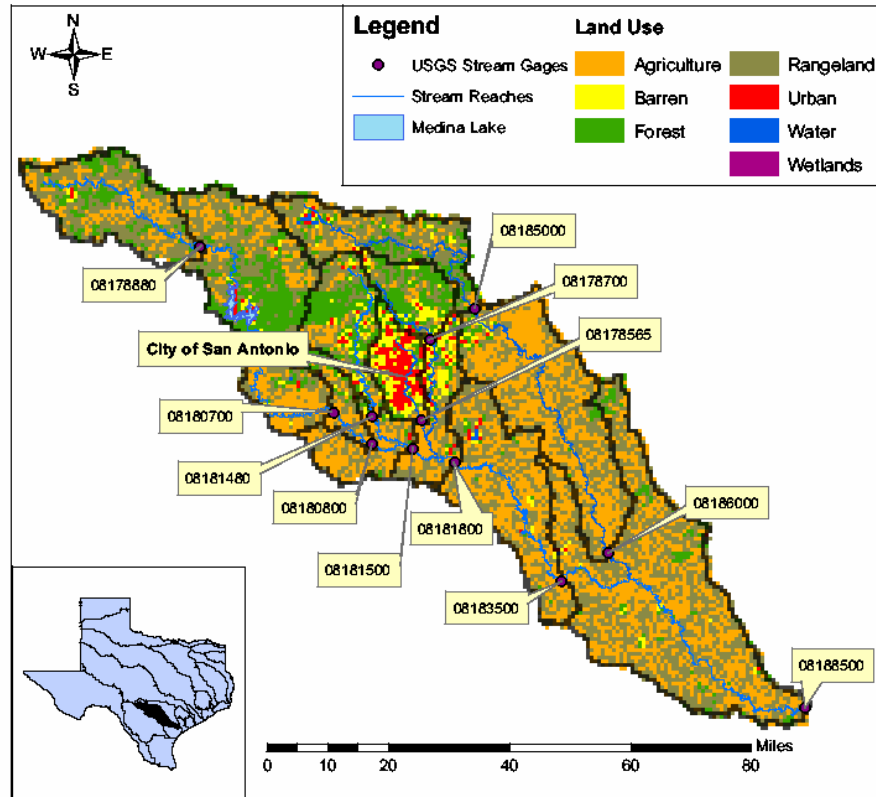 N
W E
S
Legend
USGS Stream Gages
Stream Reaches
Medina Lake
Land Use
Agriculture
Barren
Forest
Rangeland
Urban
Water
Wetlands
08185000
08178880
08178700
08178565
City of San Antonio
08180700
08181480
08180800
08181800
08181500
08186000
08183500
08188500
Miles
0 10 20 40 60 80